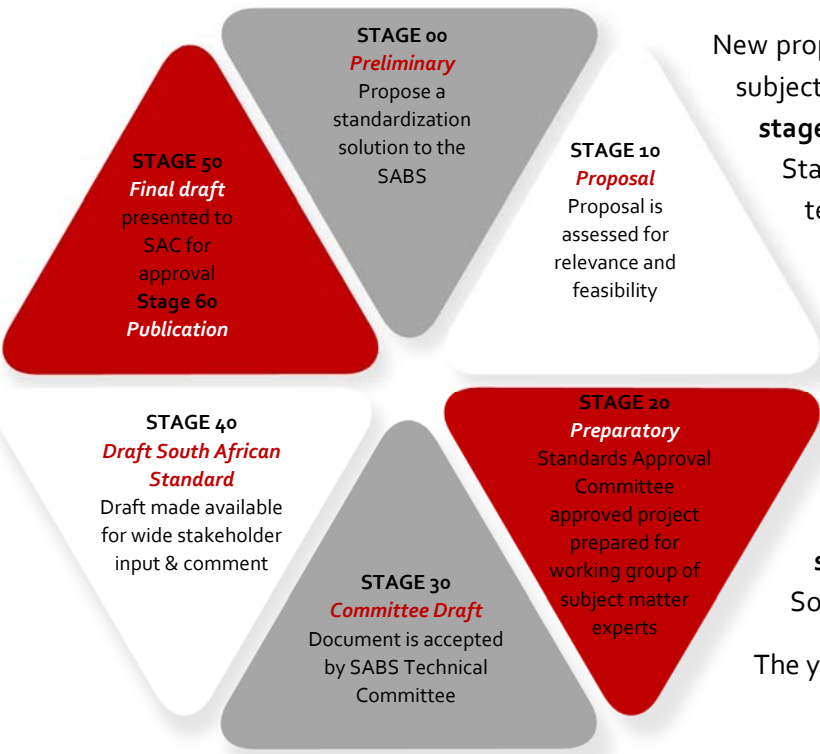 STAGE 00
Preliminary
Propose a
standardization
solution to the
SABS
STAGE 10
Proposal
Proposal is
assessed for
relevance and
feasibility
STAGE 20
Preparatory
Standards Approval
Committee
approved project
prepared for
working group of
subject matter
experts
STAGE 30
Committee Draft
Document is accepted
by SABS Technical
Committee
STAGE 40
Draft South African
Standard
Draft made available
for wide stakeholder
input & comment
STAGE 50
Final draft
presented to
SAC for
approval
Stage 60
Publication
New prop
subject
stage
Sta
te
s
So
The y